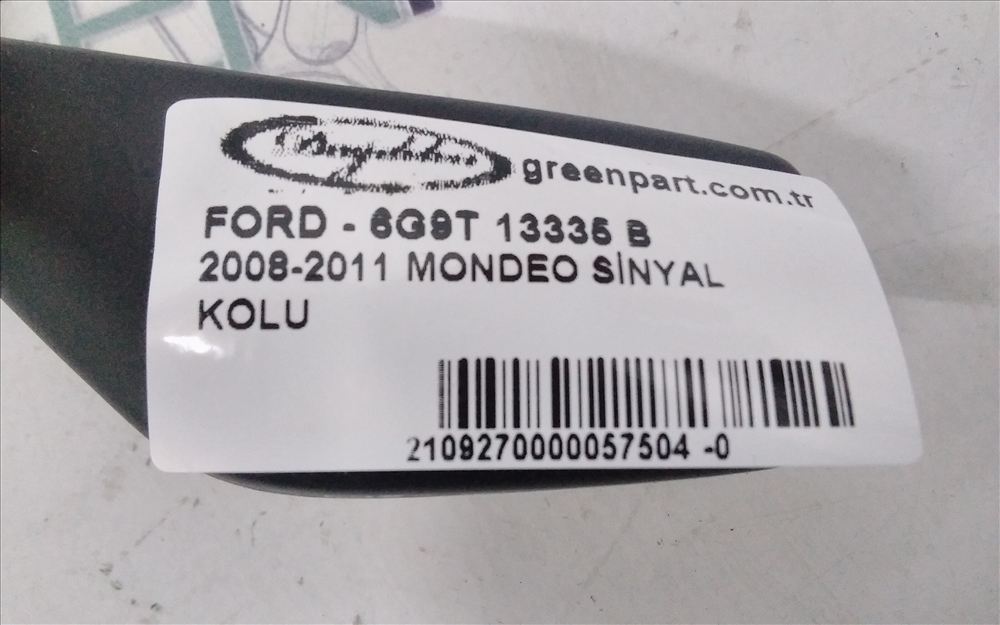 greenpart.com.tr
FORD - 6G9T 13335 B
2008-2011 MONDEO SİNYAL
KOLU
2109270000057504 -0